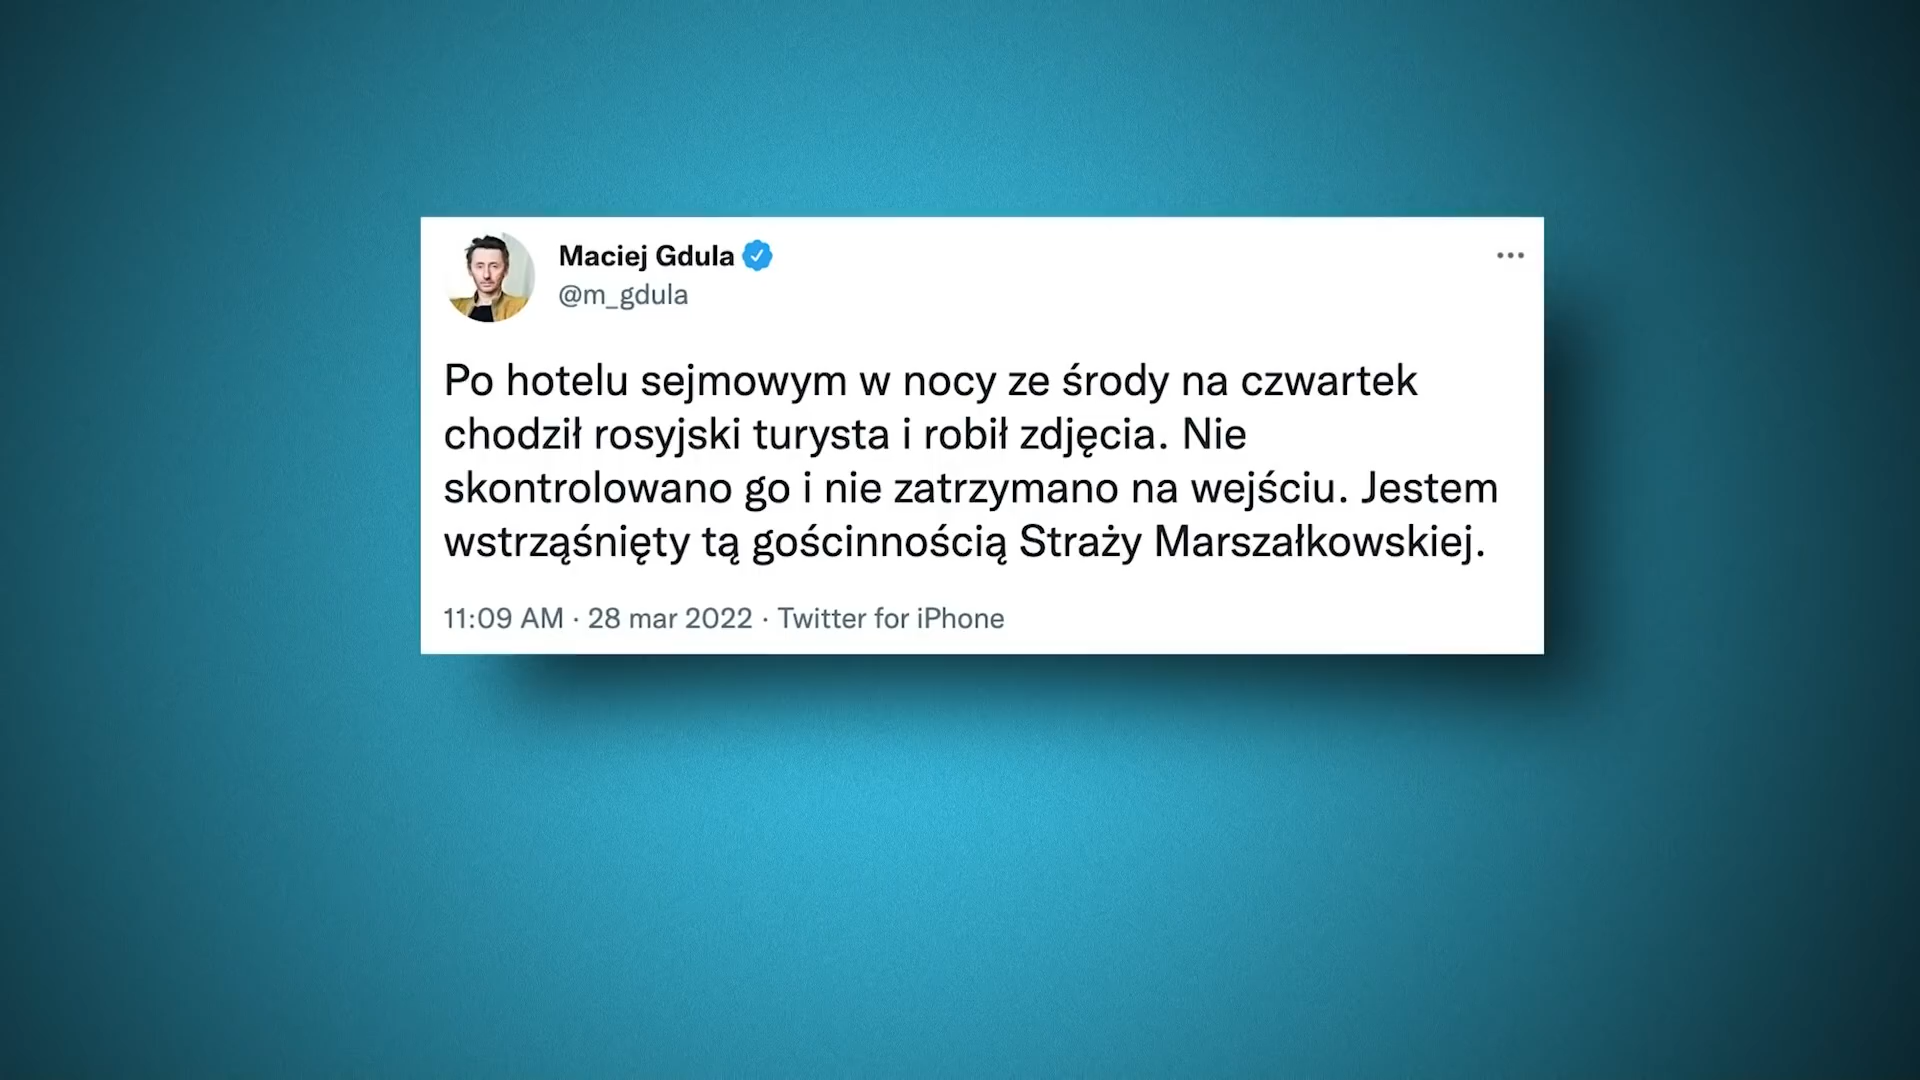 Maciej Gdula
@m_gdula
Po hotelu sejmowym w nocy ze środy na czwartek
chodził rosyjski turysta i robił zdjęcia. Nie
skontrolowano go i nie zatrzymano na wejściu. Jestem
wstrząśnięty tą gościnnością Straży Marszałkowskiej.
11:09 AM · 28 mar 2022 · Twitter for iPhone